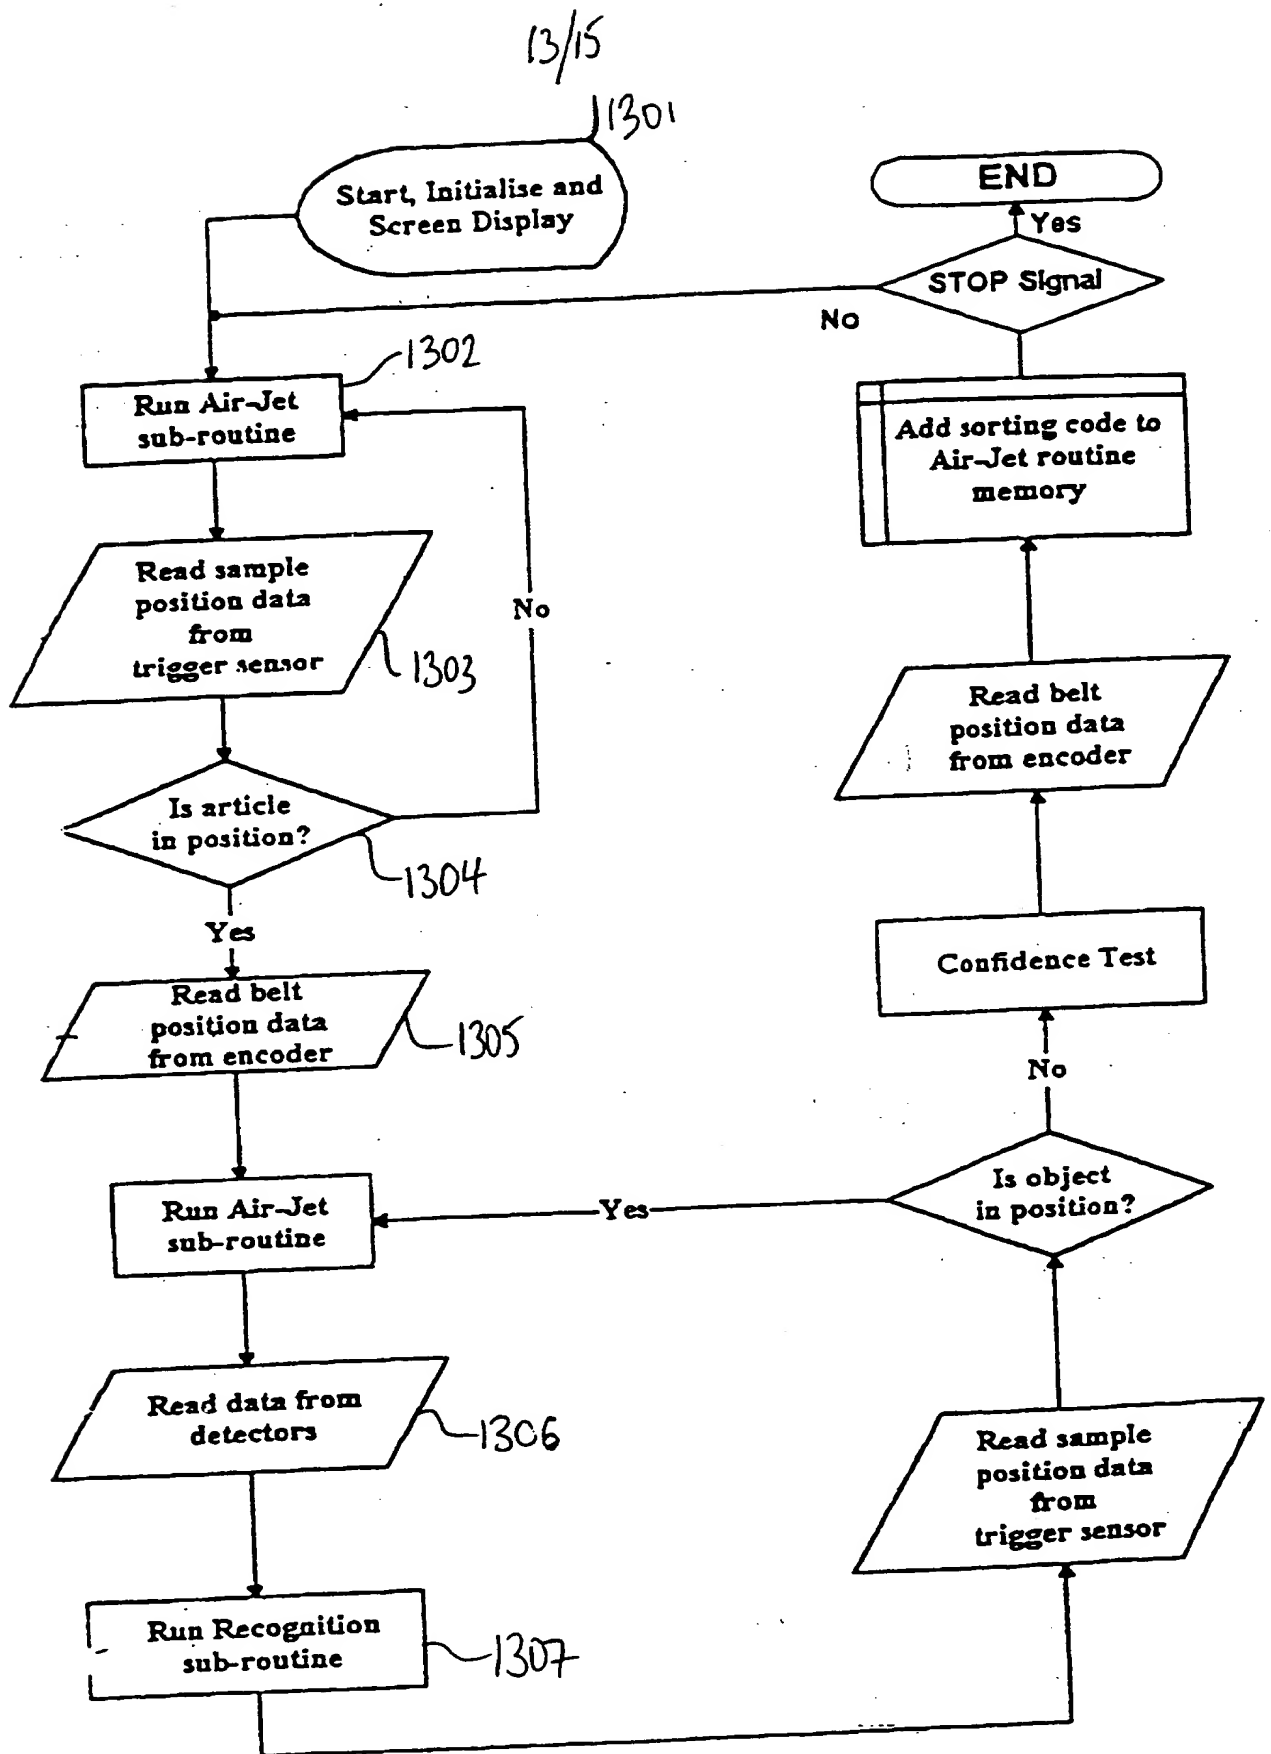 13/15
1301
Start, Initialise and
Screen Display
1302
Run Air-Jet
sub-routine
Read sample
position data
from
trigger sensor
1303
No
Is article
in position?
1304
Yes
Read belt
position data
from encoder
1305
Run Air-Jet
sub-routine
Read data from
detectors
1306
Run Recognition
sub-routine
1307
Read sample
position data
from
trigger sensor
Is object
in position?
Yes
No
Confidence Test
Read belt
position data
from encoder
Add sorting code to
Air-Jet routine
memory
STOP Signal
No
Yes
END